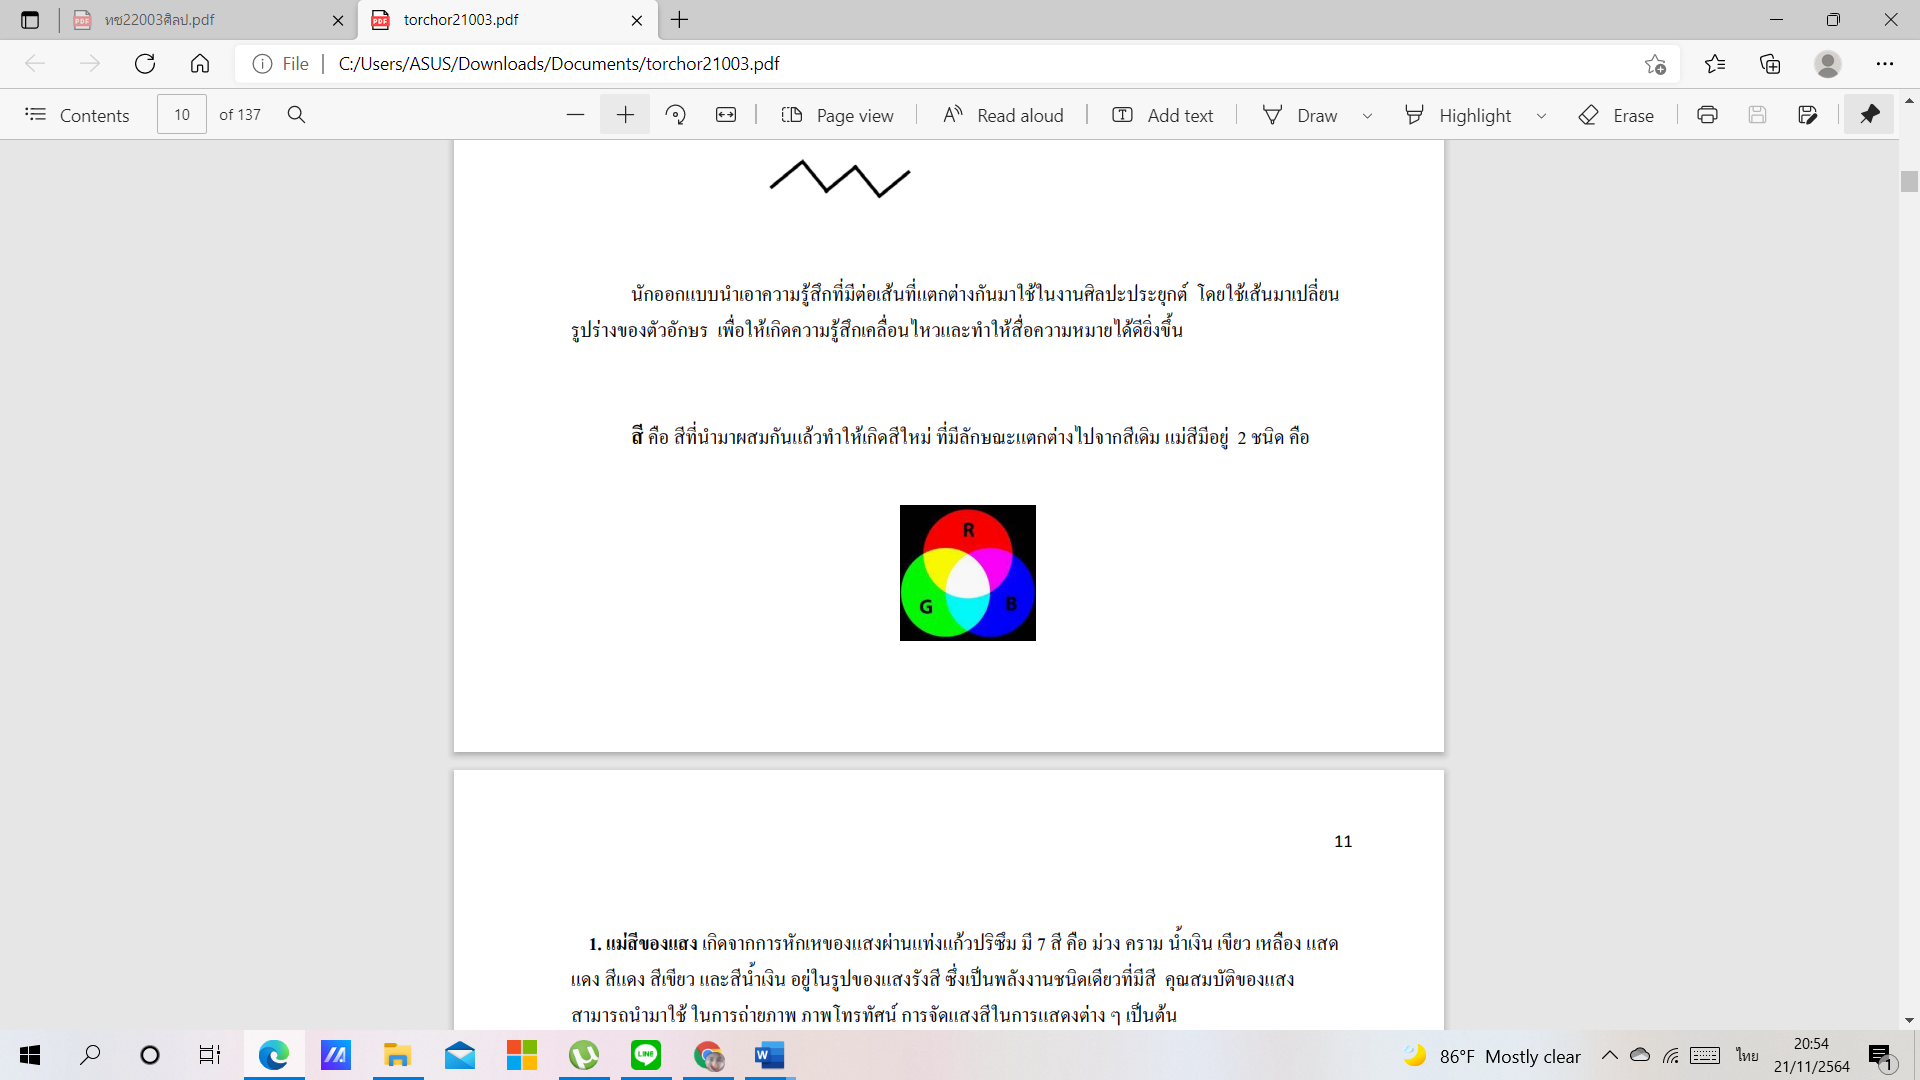 ทช22003ศิลป.pdf
torchor21003.pdf
File
C:/Users/ASUS/Downloads/Documents/torchor21003.pdf
Contents
10
of 137
Page view
Read aloud
Add text
Draw
Highlight
Erase
นักออกแบบนำเอาความรู้สึกที่มีต่อเส้นที่แตกต่างกันมาใช้ในงานศิลปะประยุกต์ โดยใช้เส้นมาเปลี่ยน
รูปร่างของตัวอักษร เพื่อให้เกิดความรู้สึกเคลื่อนไหวและทำให้สื่อความหมายได้ดียิ่งขึ้น
สี คือ สีที่นำมาผสมกันแล้วทำให้เกิดสีใหม่ ที่มีลักษณะแตกต่างไปจากสีเดิม แม่สีมีอยู่ 2 ชนิด คือ
R
G
B
11
1. แม่สีของแสง เกิดจากการหักเหของแสงผ่านแท่งแก้วปริซึม มี 7 สี คือ ม่วง คราม น้ำเงิน เขียว เหลือง แสด
แดง สีแดง สีเขียว และสีน้ำเงิน อยู่ในรูปของแสงรังสี ซึ่งเป็นพลังงานชนิดเดียวที่มีสี คุณสมบัติของแสง
สามารถนำมาใช้ ในการถ่ายภาพ ภาพโทรทัศน์ การจัดแสงสีในการแสดงต่าง ๆ เป็นต้น
LINE
W
86°F Mostly clear
ไทย
20:54
21/11/2564
1